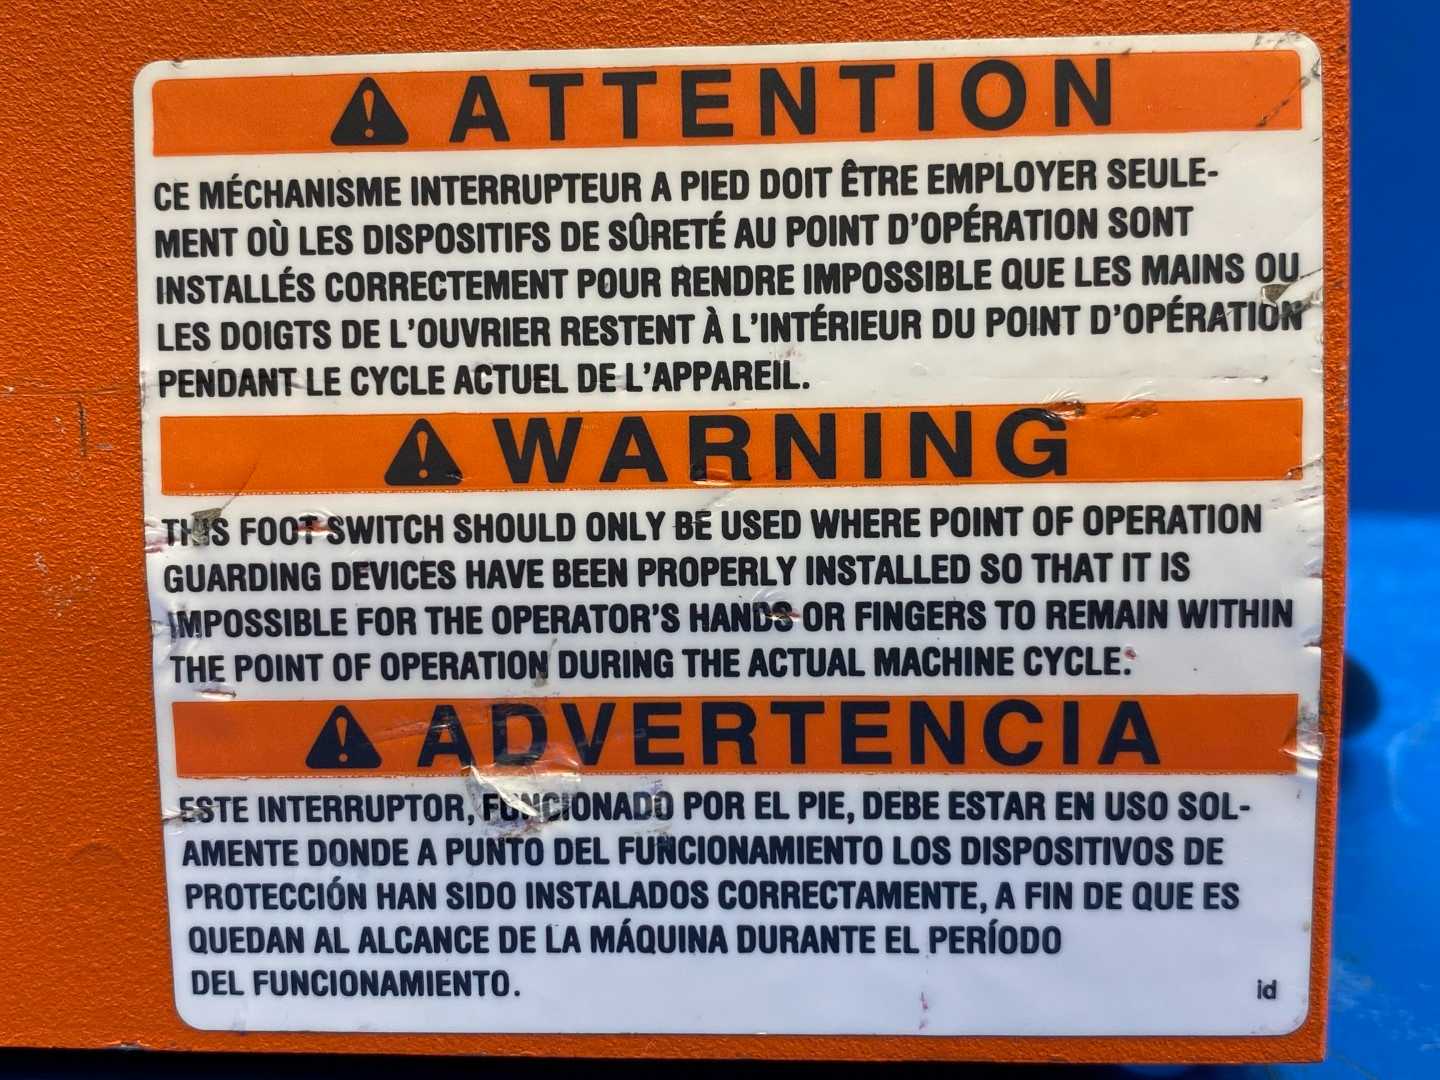 ATTENTION
CE MÉCHANISME INTERRUPTEUR A PIED DOIT ÊTRE EMPLOYER SEULE-
MENT OÙ LES DISPOSITIFS DE SÛRETÉ AU POINT D'OPÉRATION SONT
INSTALLÉS CORRECTEMENT POUR RENDRE IMPOSSIBLE QUE LES MAINS OU
LES DOIGTS DE L'OUVRIER RESTENT À L'INTÉRIEUR DU POINT D'OPÉRATION
PENDANT LE CYCLE ACTUEL DE L'APPAREIL.
WARNING
THIS FOOT SWITCH SHOULD ONLY BE USED WHERE POINT OF OPERATION
GUARDING DEVICES HAVE BEEN PROPERLY INSTALLED SO THAT IT IS
IMPOSSIBLE FOR THE OPERATOR'S HANDS OR FINGERS TO REMAIN WITHIN
THE POINT OF OPERATION DURING THE ACTUAL MACHINE CYCLE.
ADVERTENCIA
ESTE INTERRUPTOR, FUNCIONADO POR EL PIE, DEBE ESTAR EN USO SOL-
AMENTE DONDE A PUNTO DEL FUNCIONAMIENTO LOS DISPOSITIVOS DE
PROTECCIÓN HAN SIDO INSTALADOS CORRECTAMENTE, A FIN DE QUE ES
QUEDAN AL ALCANCE DE LA MÁQUINA DURANTE EL PERÍODO
DEL FUNCIONAMIENTO.
id